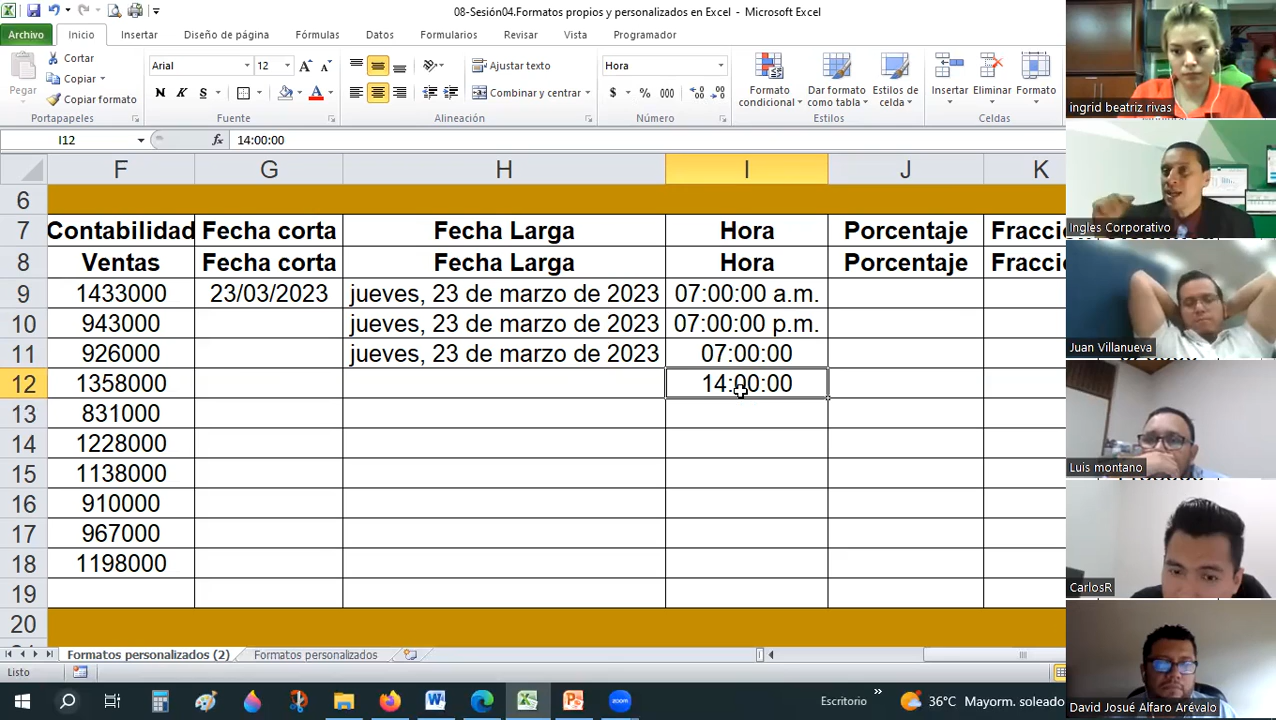 08-Sesión04.Formatos propios y personalizados en Excel - Microsoft Excel
Archivo Inicio Insertar Diseño de página Fórmulas Datos Formularios Revisar Vista Programador
Pegar
Cortar
Copiar
Copiar formato
Portapapeles
Arial 12
N K S
Fuente
Ajustar texto
Combinar y centrar
Alineación
Hora
$ % 000
Número
Formato condicional
Dar formato como tabla
Estilos de celda
Estilos
Insertar Eliminar Formato
Celdas
I12 fx 14:00:00
F G H I J K
6
7 Contabilidad Fecha corta Fecha Larga Hora Porcentaje
8 Ventas Fecha corta Fecha Larga Hora Porcentaje
9 1433000 23/03/2023 jueves, 23 de marzo de 2023 07:00:00 a.m.
10 943000 jueves, 23 de marzo de 2023 07:00:00 p.m.
11 926000 jueves, 23 de marzo de 2023 07:00:00
12 1358000 14:00:00
13 831000
14 1228000
15 1138000
16 910000
17 967000
18 1198000
19
20
Formatos personalizados (2) Formatos personalizados
Listo
Escritorio » 36°C Mayorm. soleado
ingrid beatriz rivas
Ingles Corporativo
Juan Villanueva
Luis montano
CarlosR
David Josué Alfaro Arévalo